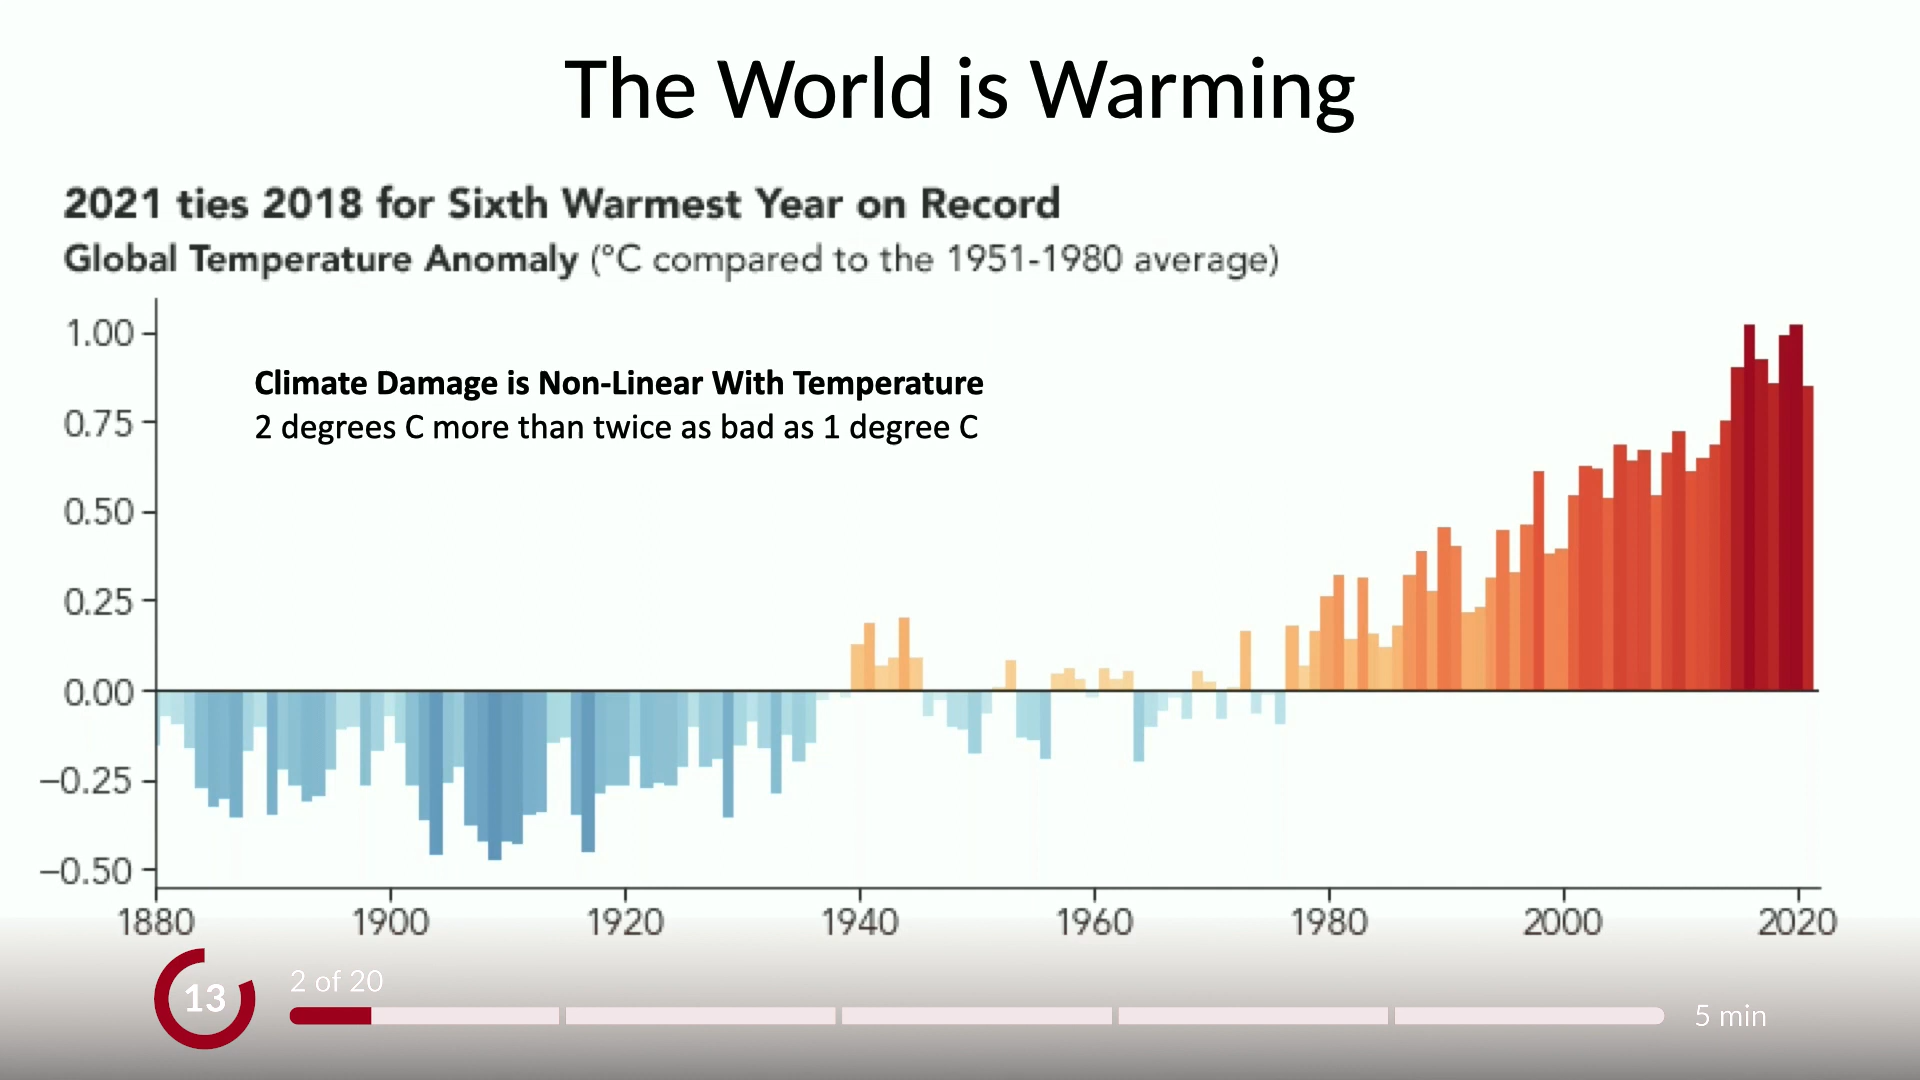 The World is Warming
2021 ties 2018 for Sixth Warmest Year on Record
Global Temperature Anomaly (°C compared to the 1951-1980 average)
1.00
Climate Damage is Non-Linear With Temperature
0.75
2 degrees C more than twice as bad as 1 degree C
0.50
0.25
0.00
−0.25
−0.50
1880 1900 1920 1940 1960 1980 2000 2020
2 of 20
13
5 min